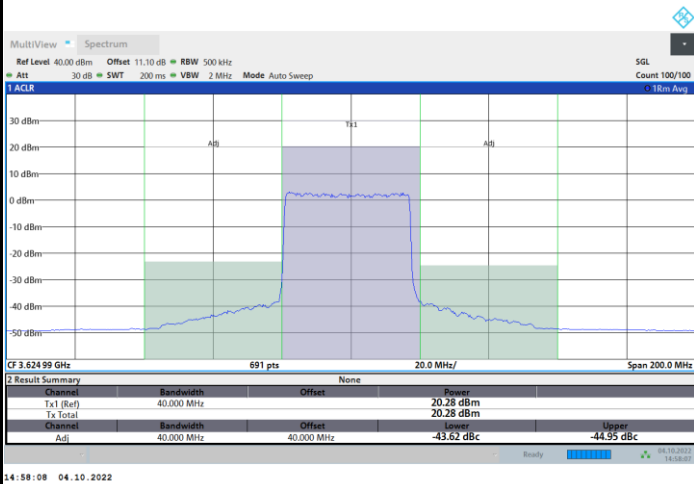 MultiView Spectrum
Ref Level 40.00 dBm Offset 11.10 dB RBW 500 kHz SGL
Att 30 dB SWT 200 ms VBW 2 MHz Mode Auto Sweep Count 100/100
1 ACLR 1Rm Avg
30 dBm
Tx1
20 dBm
Adj Adj
10 dBm
0 dBm
-10 dBm
-20 dBm
-30 dBm
-40 dBm
-50 dBm
CF 3.624 99 GHz 691 pts 20.0 MHz/ Span 200.0 MHz
2 Result Summary None
Channel Bandwidth Offset Power
Tx1 (Ref) 40.000 MHz 20.28 dBm
Tx Total 20.28 dBm
Channel Bandwidth Offset Lower Upper
Adj 40.000 MHz 40.000 MHz -43.62 dBc -44.95 dBc
Ready 04.10.2022
14:58:07
14:58:08 04.10.2022